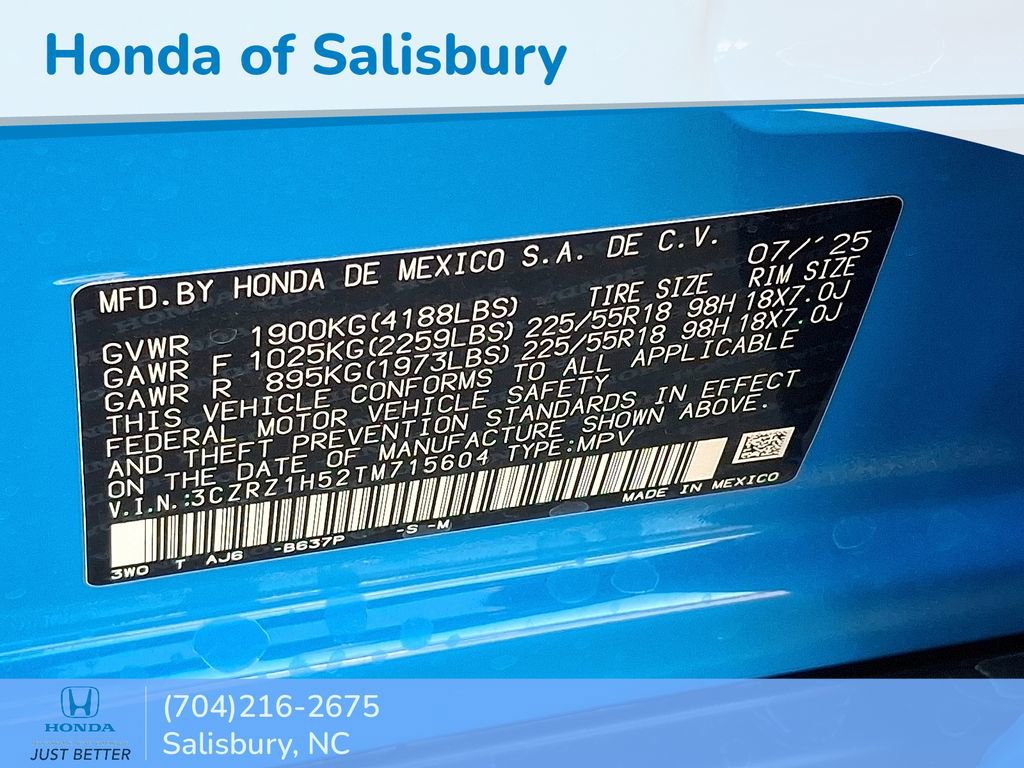 Honda of Salisbury
MFD.BY HONDA DE MEXICO S.A. DE C.V. 07/'25
TIRE SIZE RIM SIZE
GVWR 1900KG(4188LBS)
GAWR F 1025KG(2259LBS) 225/55R18 98H 18X7.0J
GAWR R 895KG(1973LBS) 225/55R18 98H 18X7.0J
THIS VEHICLE CONFORMS TO ALL APPLICABLE
FEDERAL MOTOR VEHICLE SAFETY
AND THEFT PREVENTION STANDARDS IN EFFECT
ON THE DATE OF MANUFACTURE SHOWN ABOVE.
V.I.N.:3CZRZ1H52TM715604 TYPE:MPV
MADE IN MEXICO
3WO T AJ6 -B637P -S -M
(704)216-2675
HONDA
Salisbury, NC
JUST BETTER